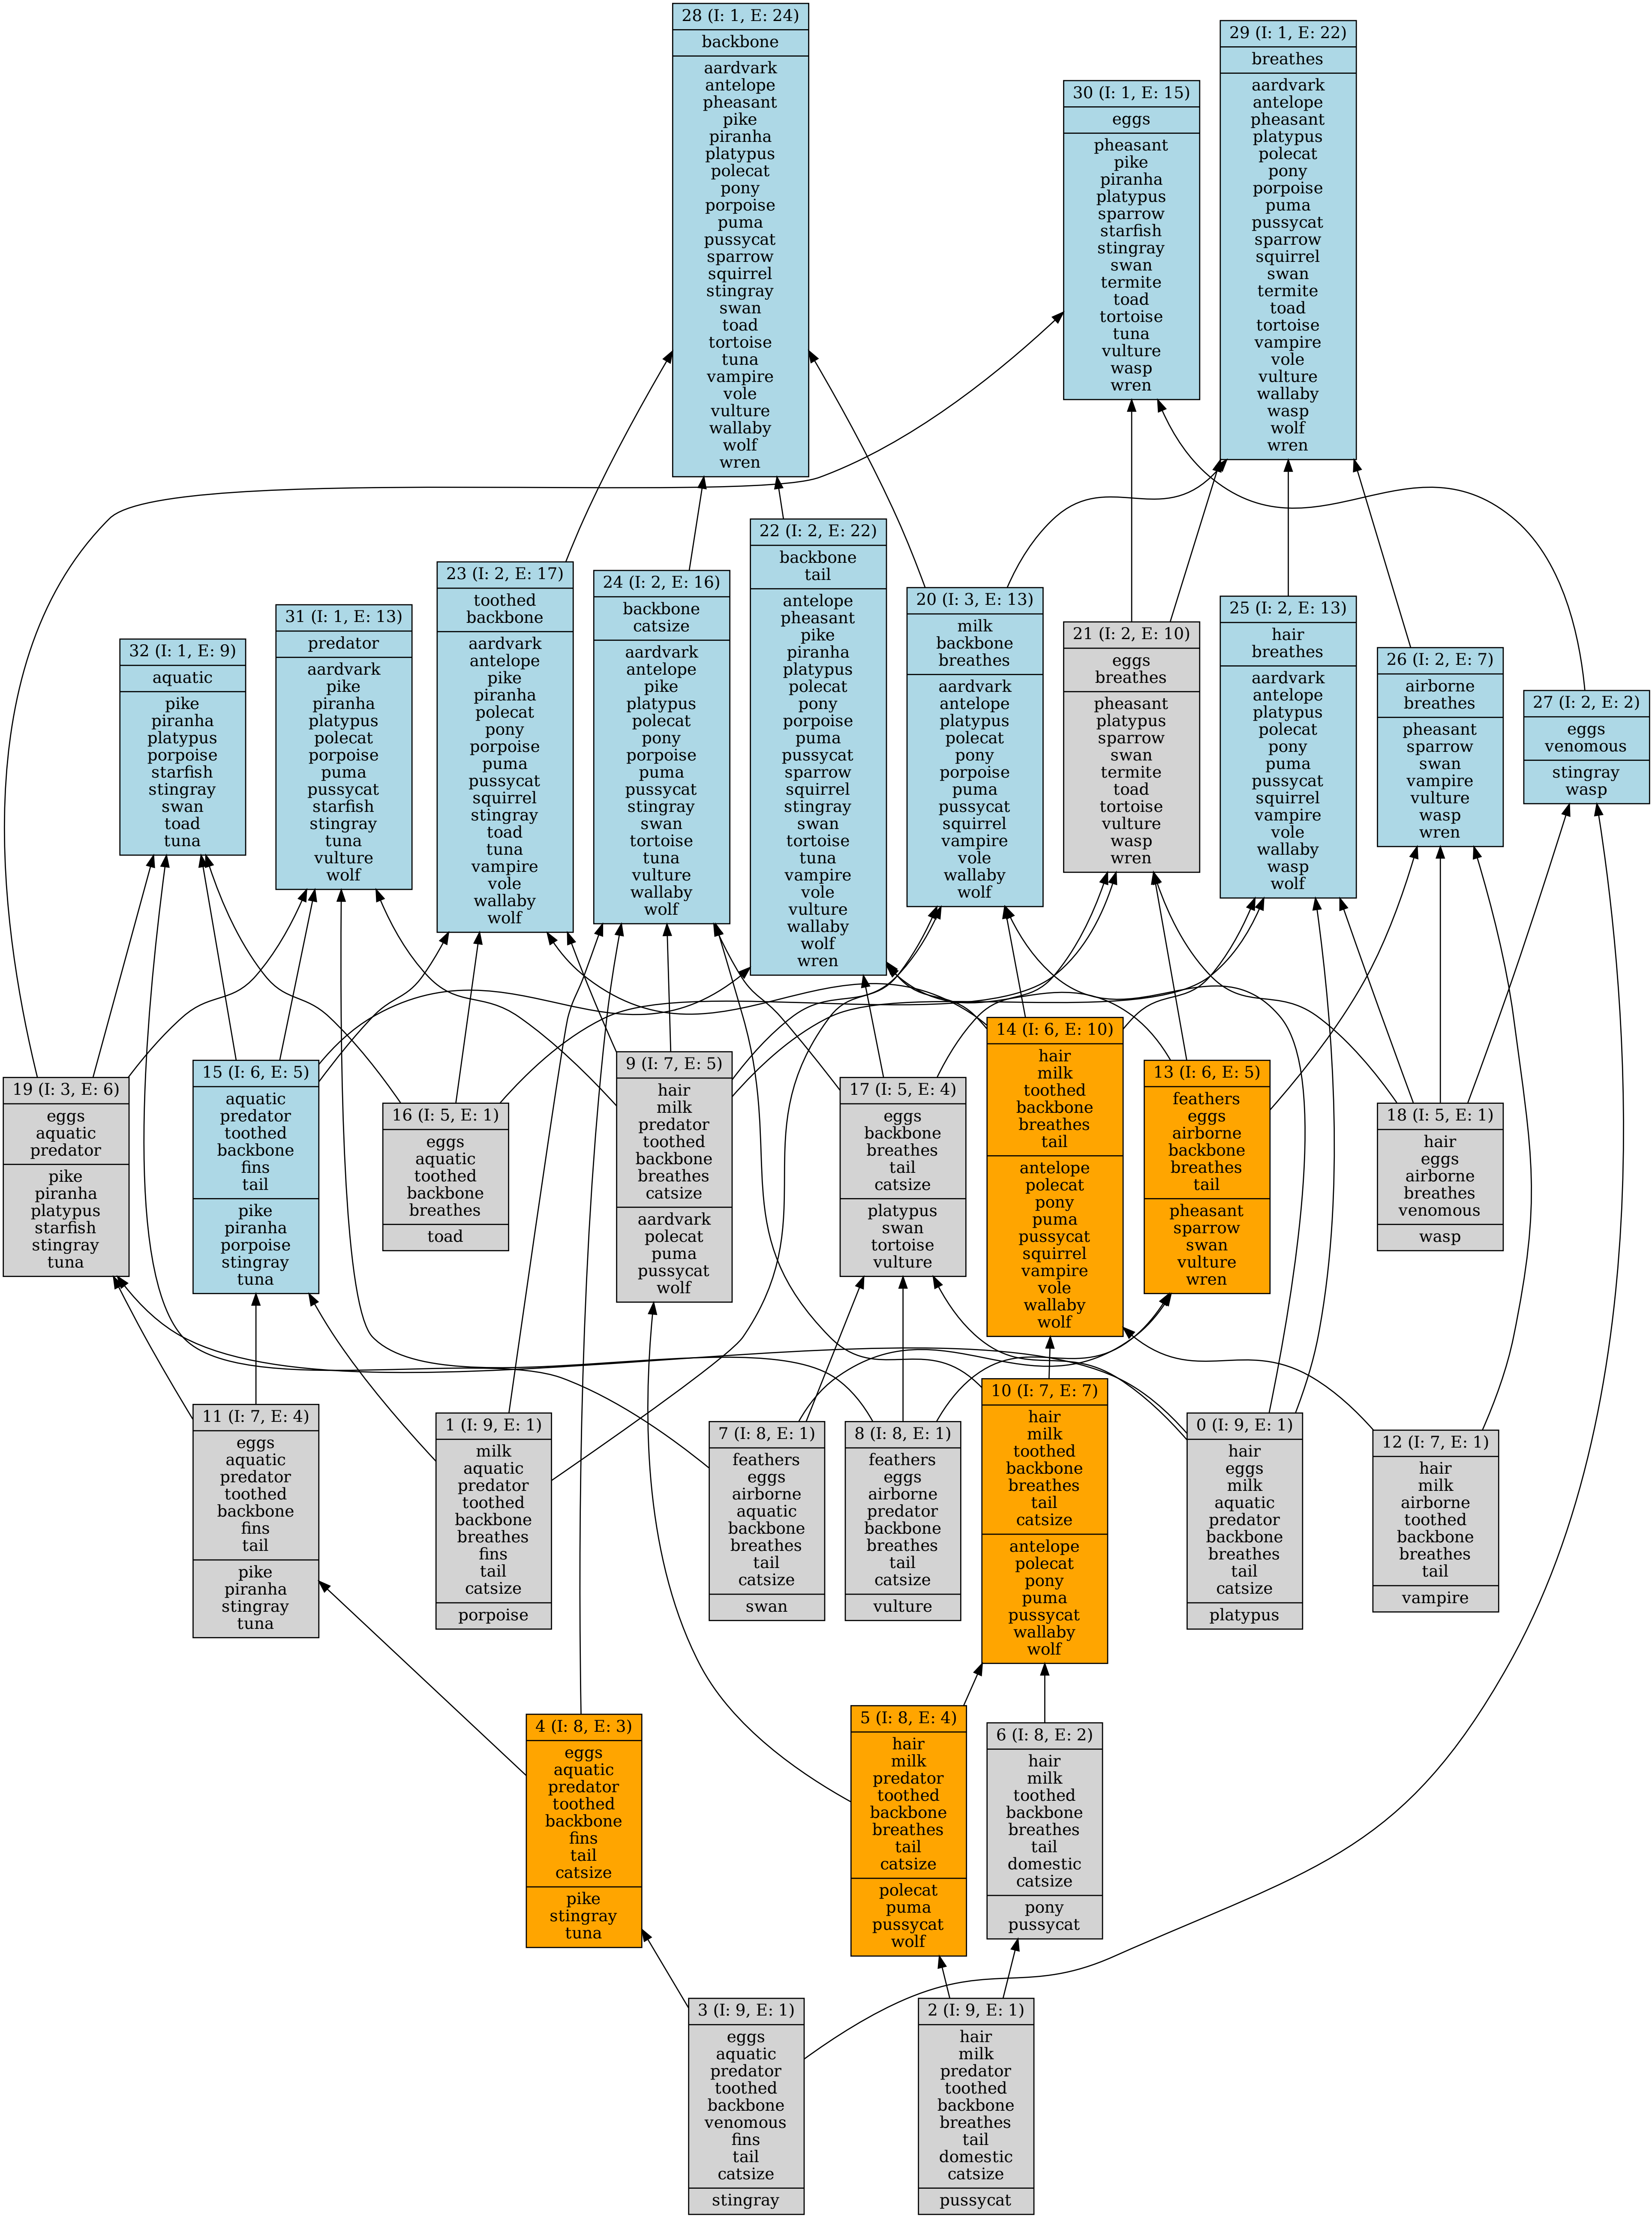 28 (I: 1, E: 24)
backbone
aardvark
antelope
pheasant
pike
piranha
platypus
polecat
pony
porpoise
puma
pussycat
sparrow
squirrel
stingray
swan
toad
tortoise
tuna
vampire
vole
vulture
wallaby
wolf
wren
29 (I: 1, E: 22)
breathes
aardvark
antelope
pheasant
platypus
polecat
pony
porpoise
puma
pussycat
sparrow
squirrel
swan
termite
toad
tortoise
vampire
vole
vulture
wallaby
wasp
wolf
wren
30 (I: 1, E: 15)
eggs
pheasant
pike
piranha
platypus
sparrow
starfish
stingray
swan
termite
toad
tortoise
tuna
vulture
wasp
wren
32 (I: 1, E: 9)
aquatic
pike
piranha
platypus
porpoise
starfish
stingray
swan
toad
tuna
31 (I: 1, E: 13)
predator
aardvark
pike
piranha
platypus
polecat
porpoise
puma
pussycat
starfish
stingray
tuna
vulture
wolf
23 (I: 2, E: 17)
toothed
backbone
aardvark
antelope
pike
piranha
polecat
pony
porpoise
puma
pussycat
squirrel
stingray
toad
tuna
vampire
vole
wallaby
wolf
24 (I: 2, E: 16)
backbone
catsize
aardvark
antelope
pike
platypus
polecat
pony
porpoise
puma
pussycat
stingray
swan
tortoise
tuna
vulture
wallaby
wolf
22 (I: 2, E: 22)
backbone
tail
antelope
pheasant
pike
piranha
platypus
polecat
pony
porpoise
puma
pussycat
sparrow
squirrel
stingray
swan
tortoise
tuna
vampire
vole
vulture
wallaby
wolf
wren
20 (I: 3, E: 13)
milk
backbone
breathes
aardvark
antelope
platypus
polecat
pony
porpoise
puma
pussycat
squirrel
vampire
vole
wallaby
wolf
21 (I: 2, E: 10)
eggs
breathes
pheasant
platypus
sparrow
swan
termite
toad
tortoise
vulture
wasp
wren
25 (I: 2, E: 13)
hair
breathes
aardvark
antelope
platypus
polecat
pony
puma
pussycat
squirrel
vampire
vole
wallaby
wasp
wolf
26 (I: 2, E: 7)
airborne
breathes
pheasant
sparrow
swan
vampire
vulture
wasp
wren
27 (I: 2, E: 2)
eggs
venomous
stingray
wasp
19 (I: 3, E: 6)
eggs
aquatic
predator
pike
piranha
platypus
starfish
stingray
tuna
15 (I: 6, E: 5)
aquatic
predator
toothed
backbone
fins
tail
pike
piranha
porpoise
stingray
tuna
16 (I: 5, E: 1)
eggs
aquatic
toothed
backbone
breathes
toad
9 (I: 7, E: 5)
hair
milk
predator
toothed
backbone
breathes
catsize
aardvark
polecat
puma
pussycat
wolf
17 (I: 5, E: 4)
eggs
backbone
breathes
tail
catsize
platypus
swan
tortoise
vulture
14 (I: 6, E: 10)
hair
milk
toothed
backbone
breathes
tail
antelope
polecat
pony
puma
pussycat
squirrel
vampire
vole
wallaby
wolf
13 (I: 6, E: 5)
feathers
eggs
airborne
backbone
breathes
tail
pheasant
sparrow
swan
vulture
wren
18 (I: 5, E: 1)
hair
eggs
airborne
breathes
venomous
wasp
11 (I: 7, E: 4)
eggs
aquatic
predator
toothed
backbone
fins
tail
pike
piranha
stingray
tuna
1 (I: 9, E: 1)
milk
aquatic
predator
toothed
backbone
breathes
fins
tail
catsize
porpoise
7 (I: 8, E: 1)
feathers
eggs
airborne
aquatic
backbone
breathes
tail
catsize
swan
8 (I: 8, E: 1)
feathers
eggs
airborne
predator
backbone
breathes
tail
catsize
vulture
10 (I: 7, E: 7)
hair
milk
toothed
backbone
breathes
tail
catsize
antelope
polecat
pony
puma
pussycat
wallaby
wolf
0 (I: 9, E: 1)
hair
eggs
milk
aquatic
predator
backbone
breathes
tail
catsize
platypus
12 (I: 7, E: 1)
hair
milk
airborne
toothed
backbone
breathes
tail
vampire
4 (I: 8, E: 3)
eggs
aquatic
predator
toothed
backbone
fins
tail
catsize
pike
stingray
tuna
5 (I: 8, E: 4)
hair
milk
predator
toothed
backbone
breathes
tail
catsize
polecat
puma
pussycat
wolf
6 (I: 8, E: 2)
hair
milk
toothed
backbone
breathes
tail
domestic
catsize
pony
pussycat
3 (I: 9, E: 1)
eggs
aquatic
predator
toothed
backbone
venomous
fins
tail
catsize
stingray
2 (I: 9, E: 1)
hair
milk
predator
toothed
backbone
breathes
tail
domestic
catsize
pussycat